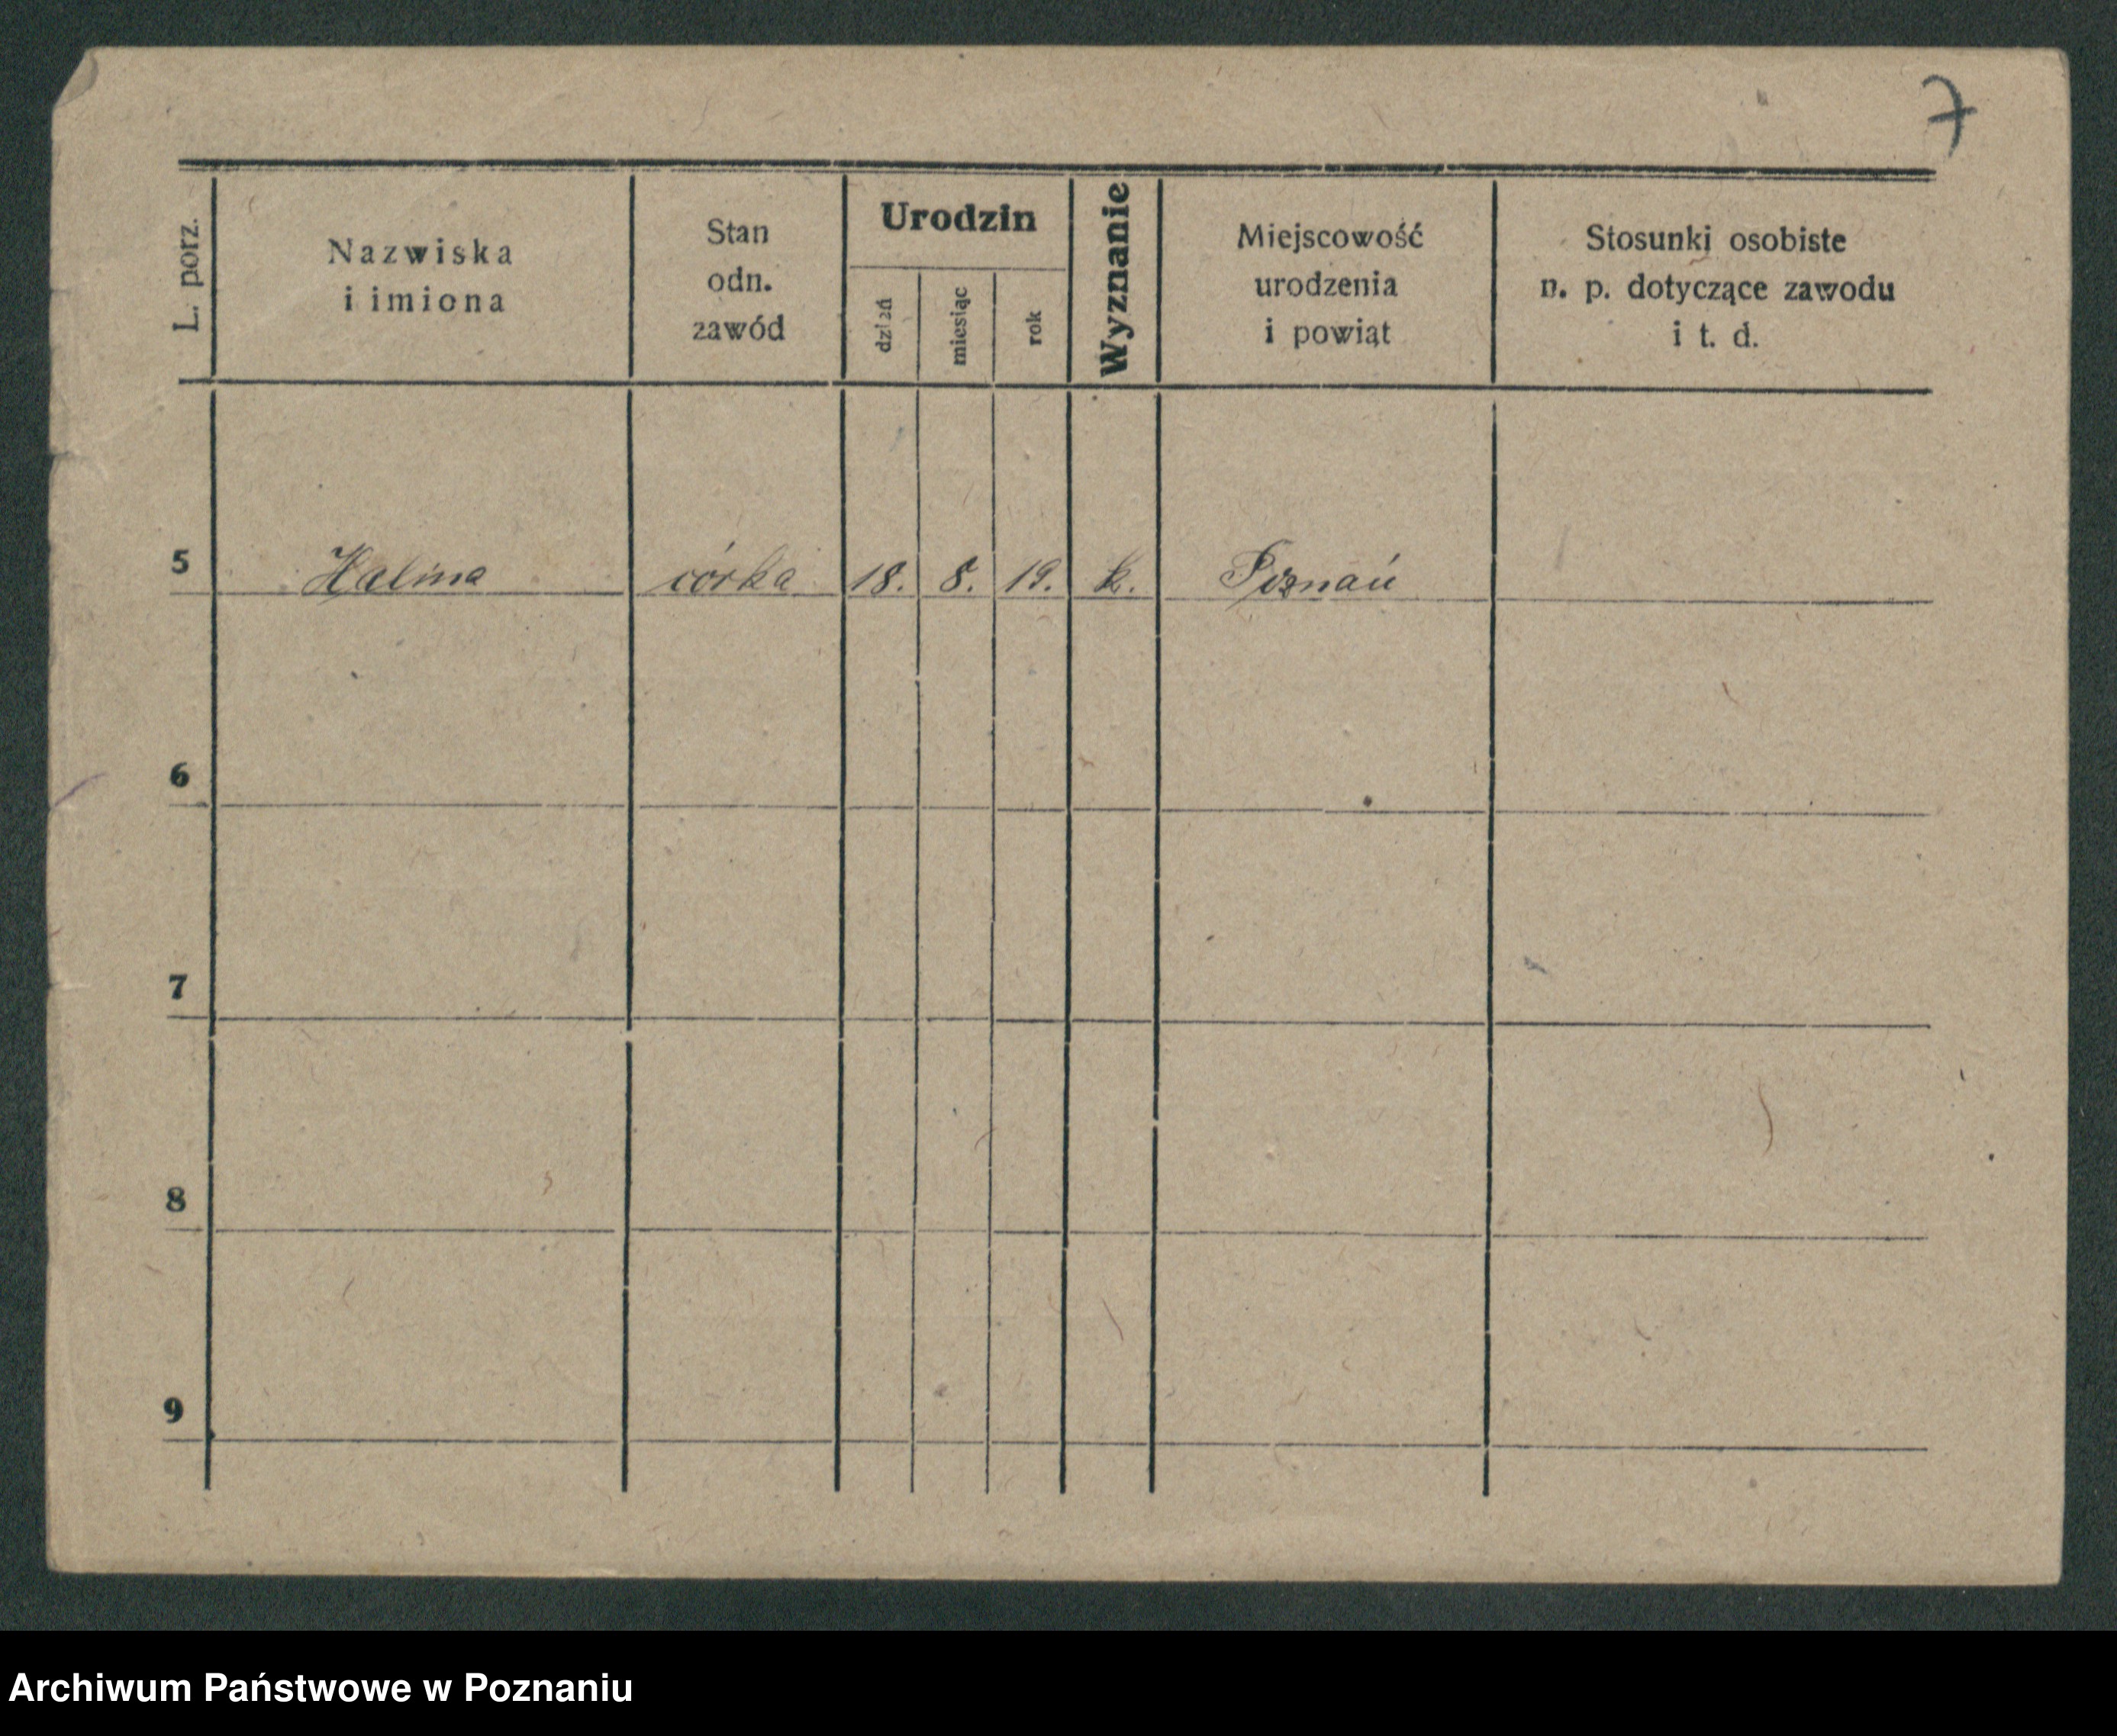 7
L. porz.
Nazwiska
i imiona
Stan
odn.
zawód
Urodzin
dzień
miesiąc
rok
Wyznanie
Miejscowość
urodzenia
i powiąt
Stosunki osobiste
n. p. dotyczące zawodu
i t. d.
5 Halina córka 18. 8. 19. k. Poznań
6
7
8
9
Archiwum Państwowe w Poznaniu